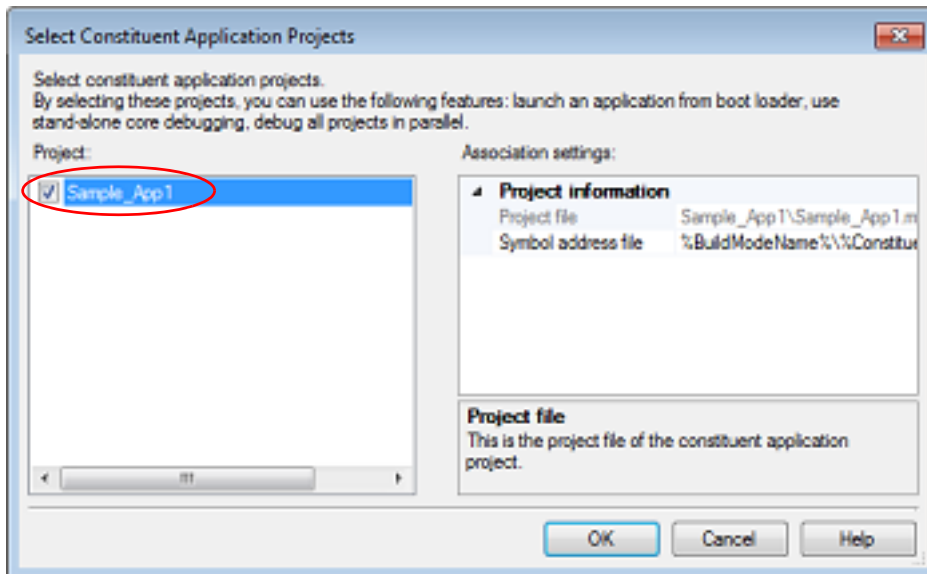 Select Constituent Application Projects
Select constituent application projects.
By selecting these projects, you can use the following features: launch an application from boot loader, use
stand-alone core debugging, debug all projects in parallel.
Project:
Association settings:
Sample_App1
Project information
Project file Sample_App1\Sample_App1.m
Symbol address file %BuildModeName%\%Constitue
Project file
This is the project file of the constituent application
project.
OK Cancel Help